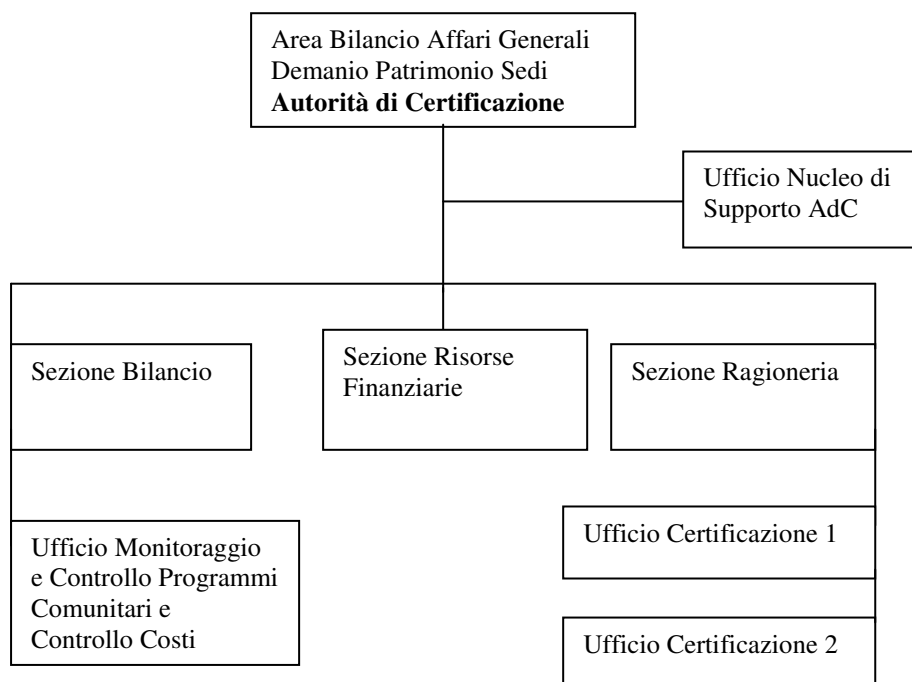 Area Bilancio Affari Generali
Demanio Patrimonio Sedi
Autorità di Certificazione
Ufficio Nucleo di
Supporto AdC
Sezione Bilancio
Sezione Risorse
Finanziarie
Sezione Ragioneria
Ufficio Monitoraggio
e Controllo Programmi
Comunitari e
Controllo Costi
Ufficio Certificazione 1
Ufficio Certificazione 2